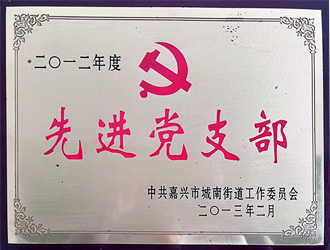 二〇一二年度
先进党支部
中共嘉兴市城南街道工作委员会
二〇一三年二月